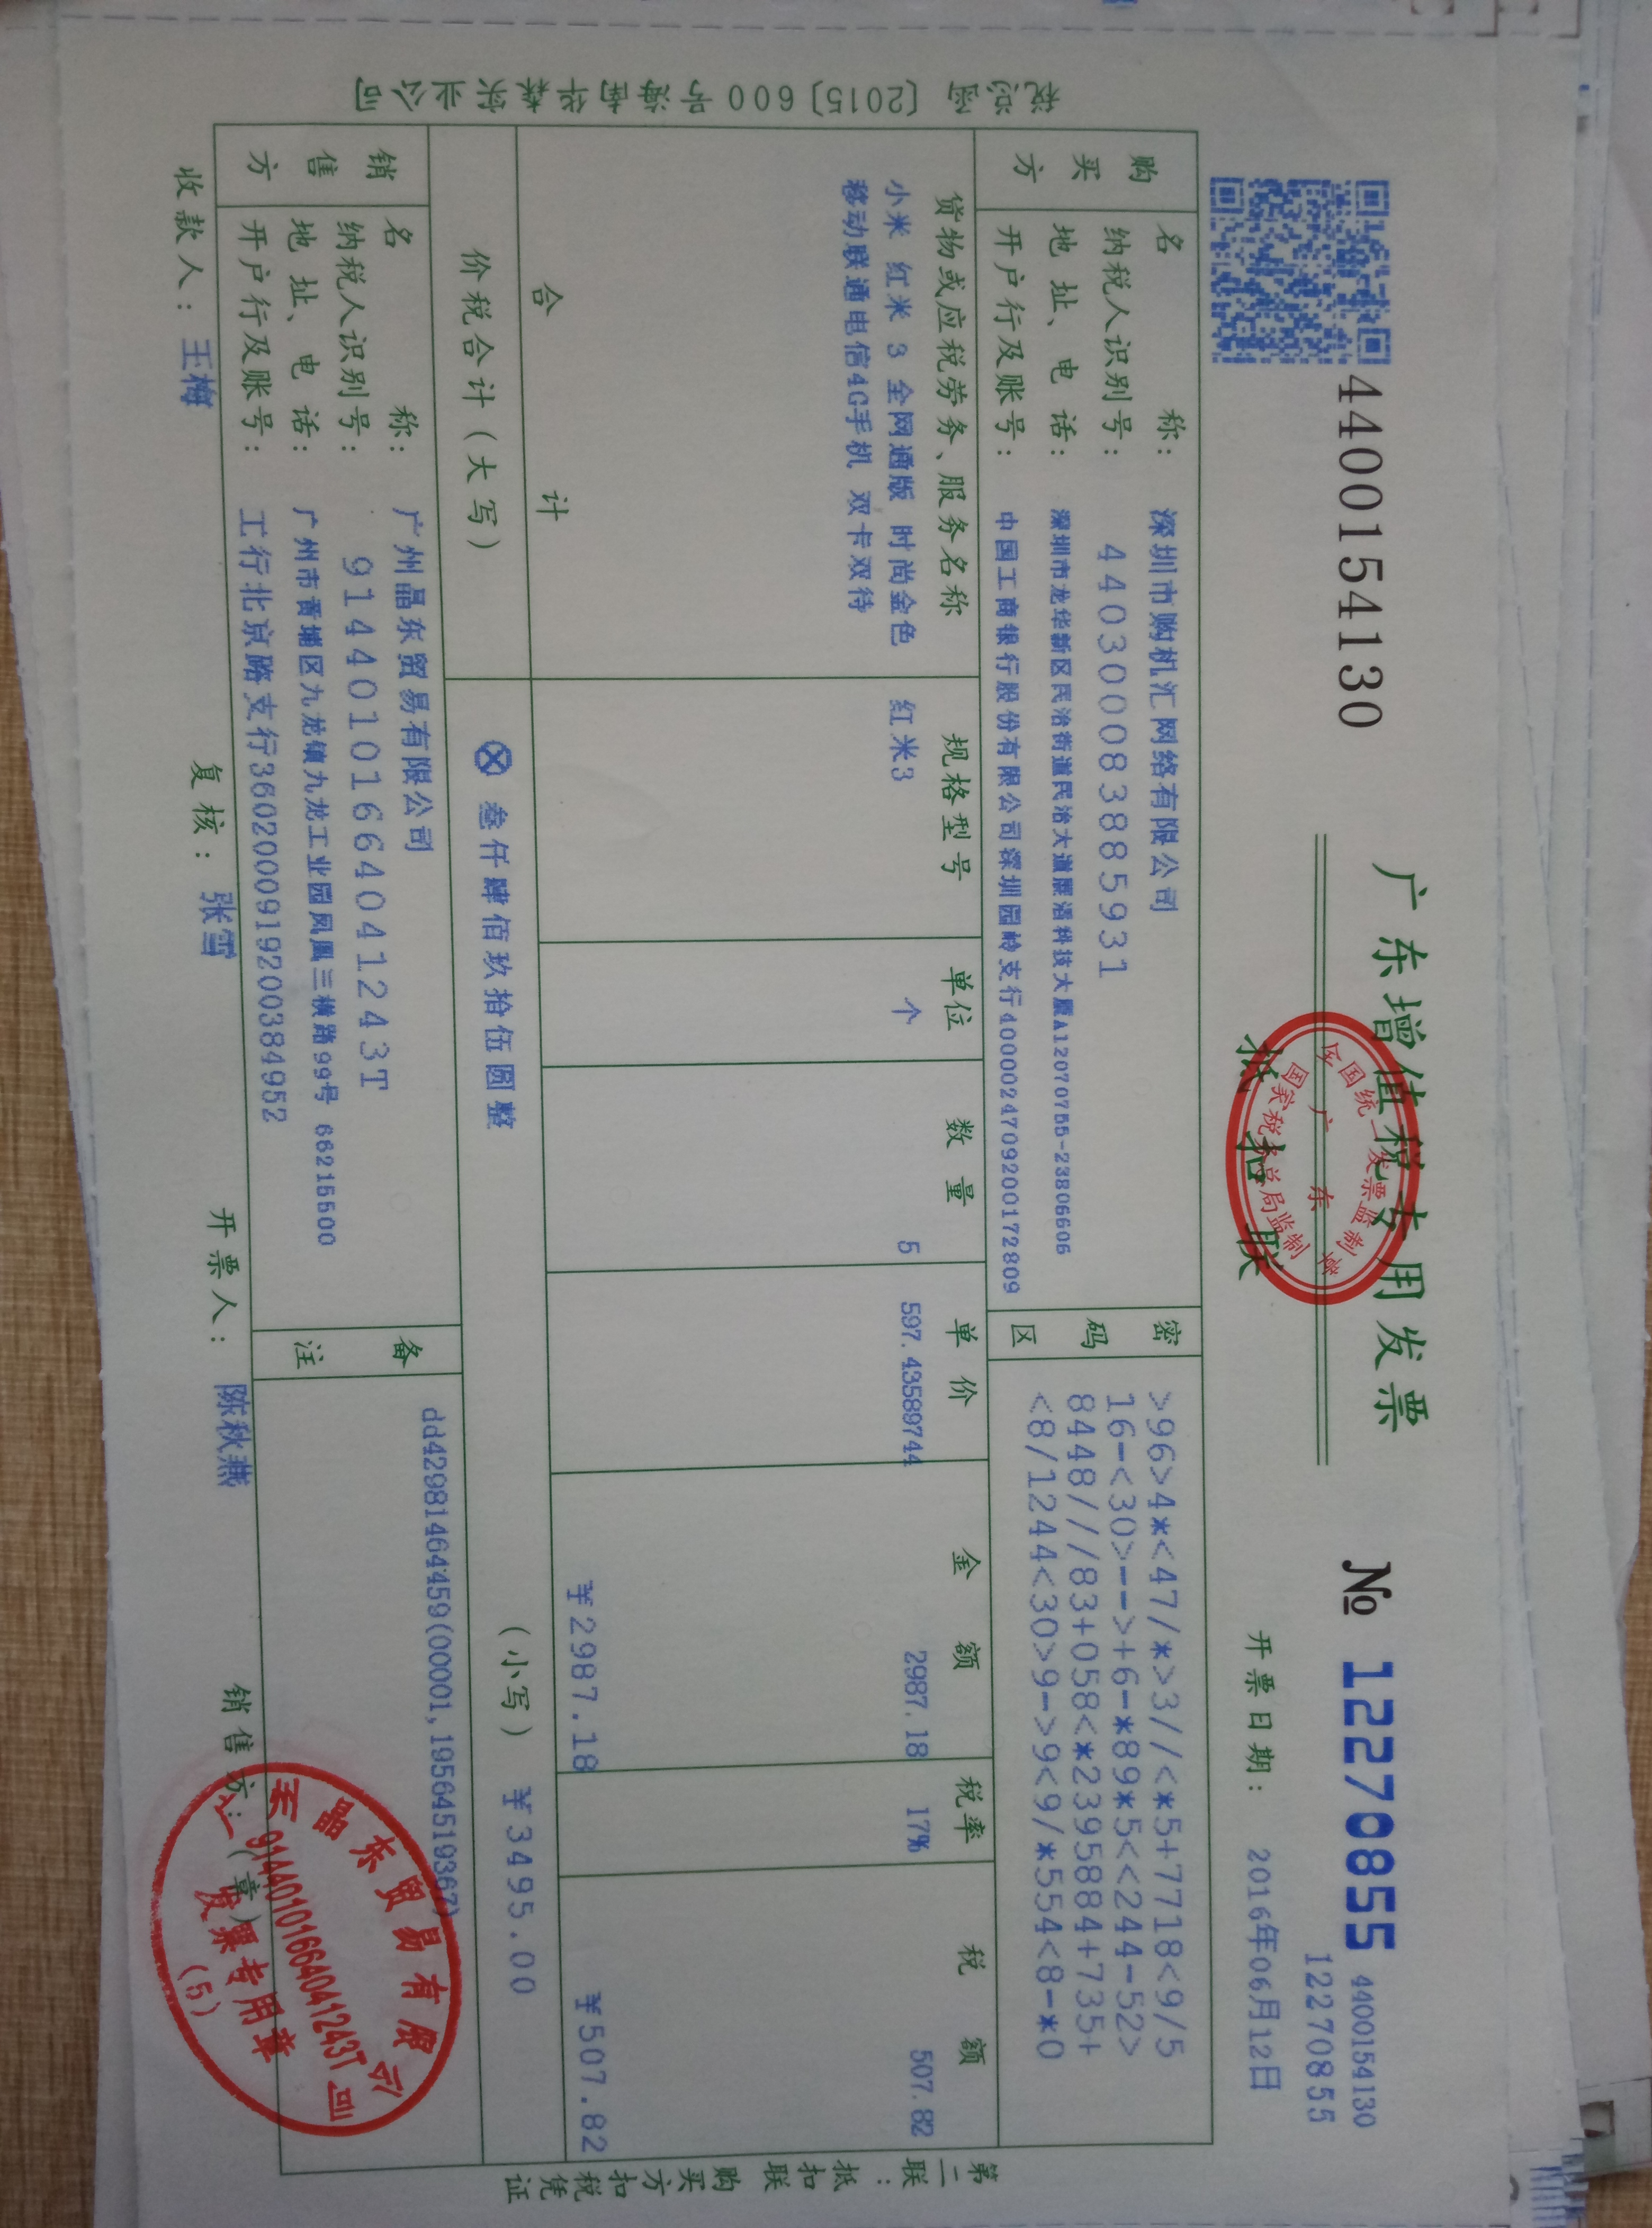 广东增值税专用发票
4400154130
№ 12270855
4400154130
12270855
全国统一发票监制章
广东
国家税务总局监制
抵扣联
开票日期: 2016年06月12日
购买方
名称: 深圳市购机汇网络有限公司
纳税人识别号: 440300083885931
地址、电话: 深圳市龙华新区民治街道民治大道展滔科技大厦A12070755-23806606
开户行及账号: 中国工商银行股份有限公司深圳园岭支行4000024709200172809
密码区
>96>4*<47/*>3//<*5+7718<9/5
16-<30>-->+6-*89*5<<244-52>
8448///83+058<*2395884+735+
<8/1244<30>9->9<9/*554<8-*0
货物或应税劳务、服务名称 规格型号 单位 数量 单价 金额 税率 税额
小米 红米 3 全网通版 时尚金色 红米3 个 5 597.43589744 2987.18 17% 507.82
移动联通电信4G手机 双卡双待
合计 ¥2987.18 ¥507.82
价税合计(大写) ⊗ 叁仟肆佰玖拾伍圆整 (小写) ¥3495.00
销售方
名称: 广州晶东贸易有限公司
纳税人识别号: 91440101664041243T
地址、电话: 广州市黄埔区九龙镇九龙工业园凤凰三横路99号 66215500
开户行及账号: 工行北京路支行3602000919200384952
备注
dd42981464459(00001,19564519367)
收款人: 王梅 复核: 张雪 开票人: 陈秋燕 销售方:(章)
广州晶东贸易有限公司
91440101664041243T
发票专用章
(5)
税总函〔2015〕600号海南华森实业公司
第二联:抵扣联 购买方扣税凭证